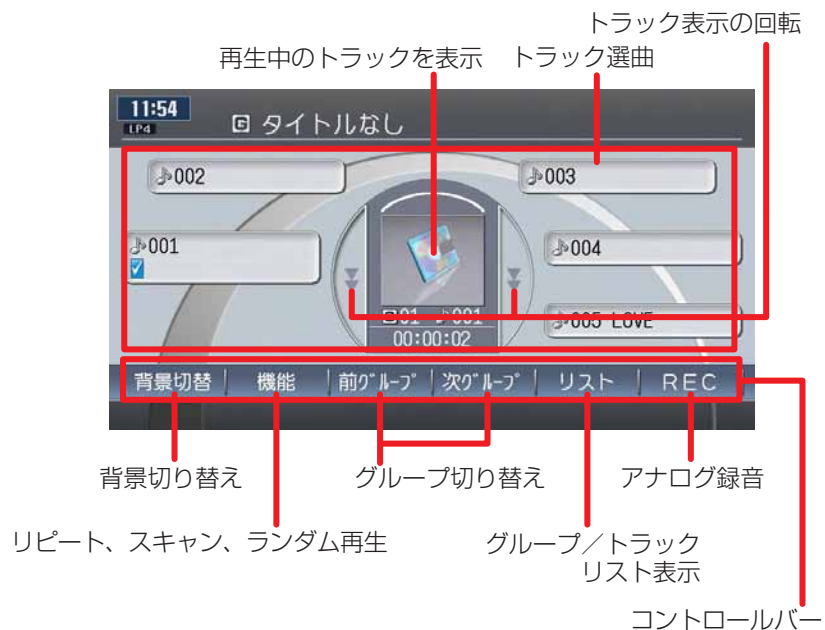 トラック表示の回転
再生中のトラックを表示 トラック選曲
11:54
LP4
G タイトルなし
♪002
♪003
♪001
♪004
G01 ♪001
♪005 LOVE
00:00:02
背景切替 機能 前グループ 次グループ リスト REC
背景切り替え グループ切り替え アナログ録音
リピート、スキャン、ランダム再生
グループ／トラック
リスト表示
コントロールバー